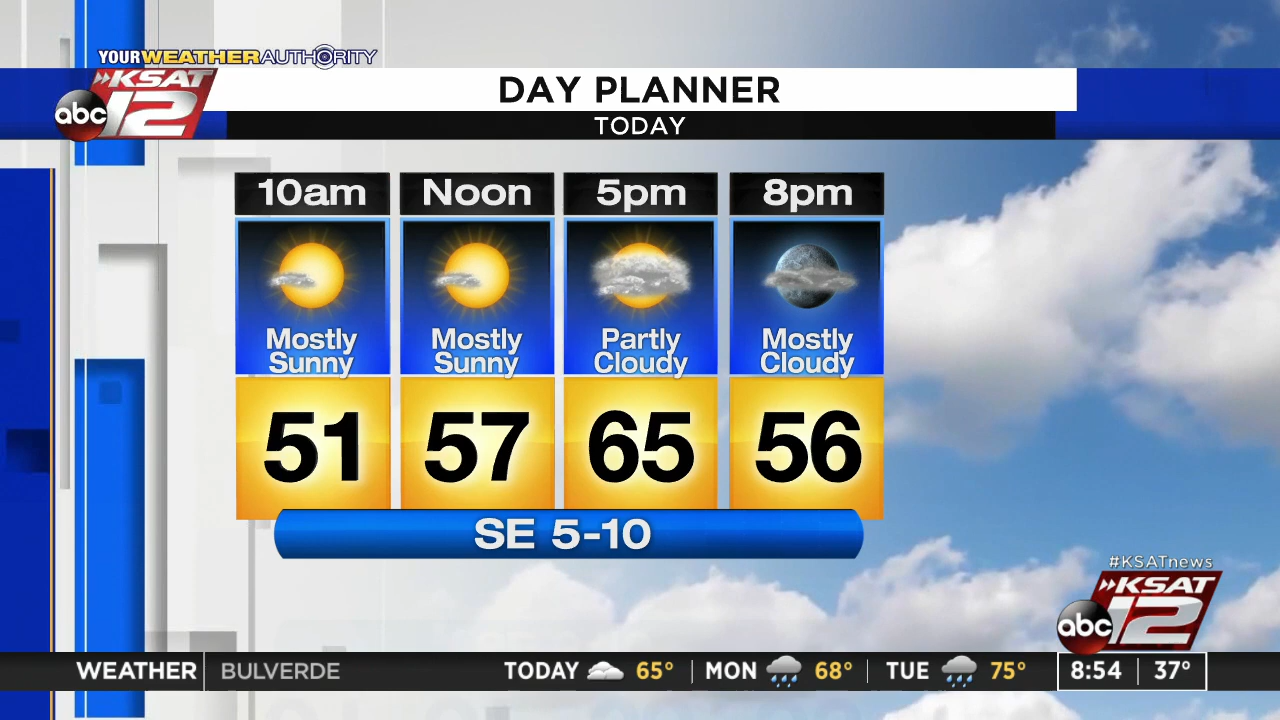 YOURWEATHERAUTHORITY
KSAT
abc 12
DAY PLANNER
TODAY
10am Noon 5pm 8pm
Mostly Sunny Mostly Sunny Partly Cloudy Mostly Cloudy
51 57 65 56
SE 5-10
#KSATnews
KSAT
abc 12
WEATHER BULVERDE TODAY 65° MON 68° TUE 75° 8:54 37°